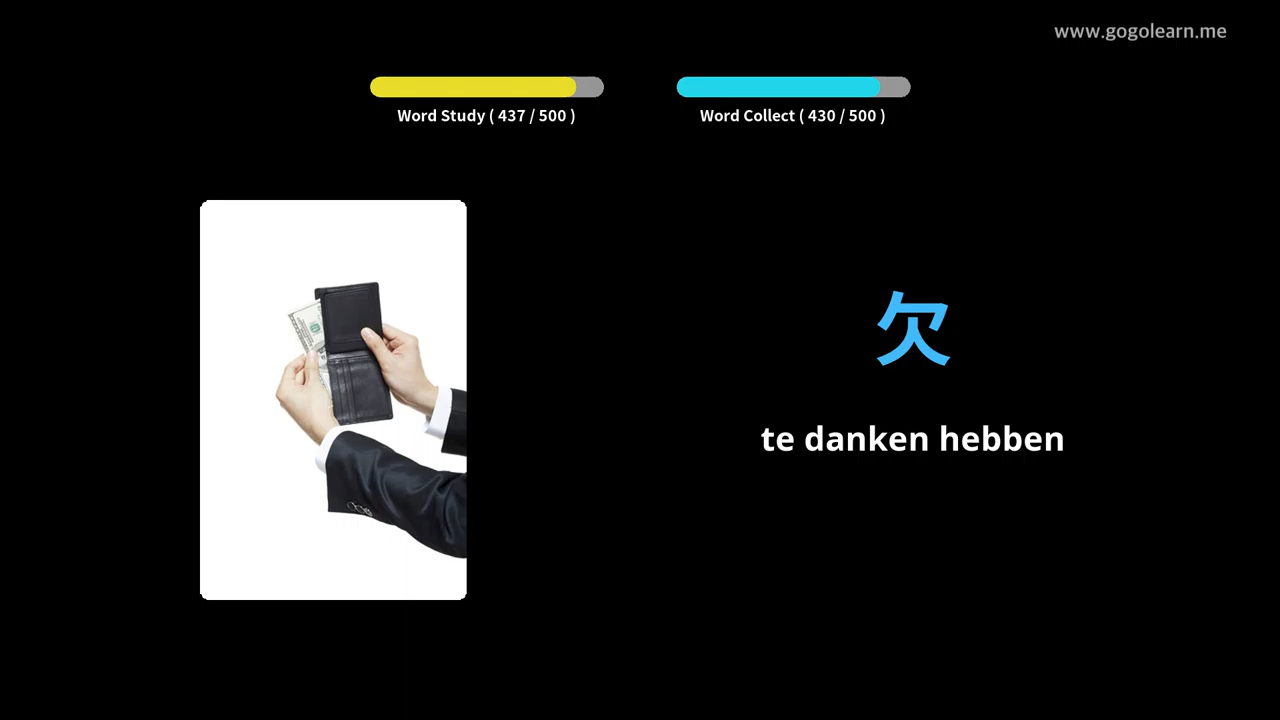 www.gogolearn.me
Word Study ( 437 / 500 )
Word Collect ( 430 / 500 )
欠
te danken hebben